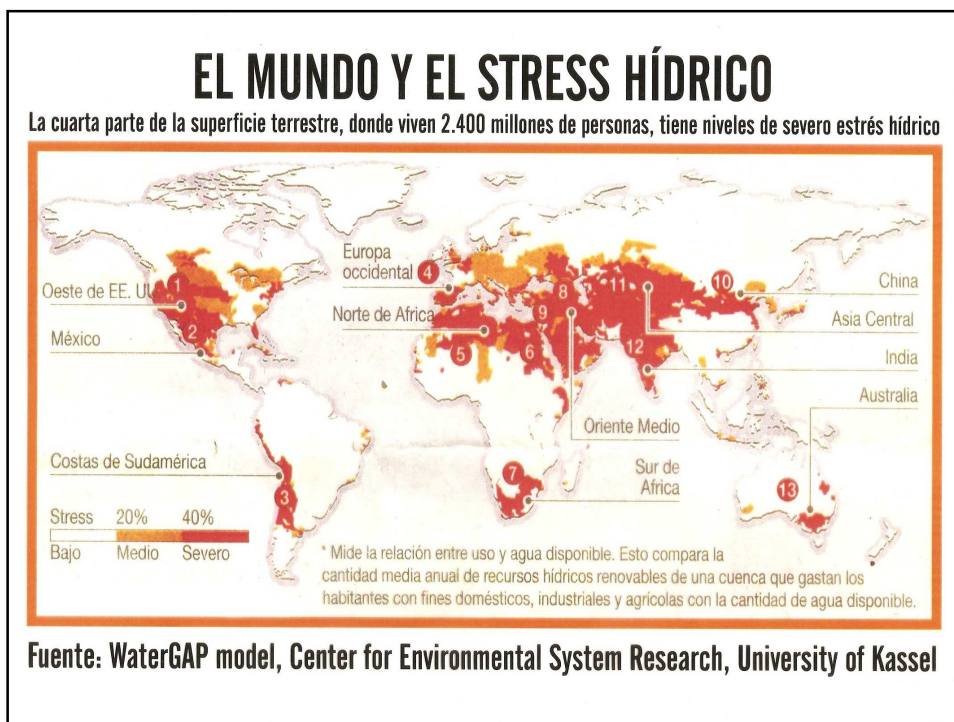 EL MUNDO Y EL STRESS HÍDRICO
La cuarta parte de la superficie terrestre, donde viven 2.400 millones de personas, tiene niveles de severo estrés hídrico
Europa
occidental
4
10
China
Oeste de EE. UU
1
8
11
Norte de Africa
9
Asia Central
2
México
5
6
12
India
Australia
Oriente Medio
Costas de Sudamérica
7
Sur de
Africa
3
13
Stress 20% 40%
Bajo Medio Severo
* Mide la relación entre uso y agua disponible. Esto compara la
cantidad media anual de recursos hídricos renovables de una cuenca que gastan los
habitantes con fines domésticos, industriales y agrícolas con la cantidad de agua disponible.
Fuente: WaterGAP model, Center for Environmental System Research, University of Kassel